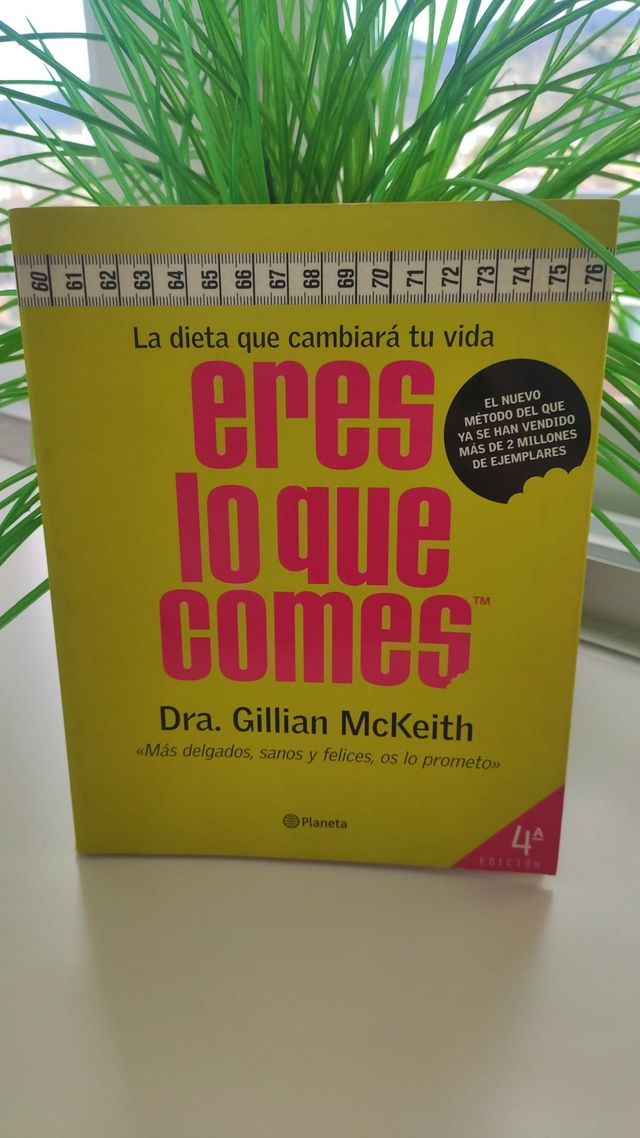 60 61 62 63 64 65 66 67 68 69 70 71 72 73 74 75 76
La dieta que cambiará tu vida
eres
lo que
comes™
EL NUEVO
MÉTODO DEL QUE
YA SE HAN VENDIDO
MÁS DE 2 MILLONES
DE EJEMPLARES
Dra. Gillian McKeith
«Más delgados, sanos y felices, os lo prometo»
Planeta
4ª
EDICIÓN